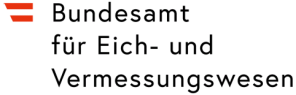 Bundesamt
für Eich- und
Vermessungswesen